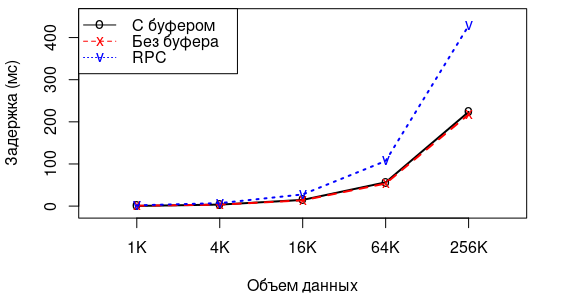 С буфером
Без буфера
RPC
Задержка (мс)
400
300
200
100
0
1K
4K
16K
64K
256K
Объем данных